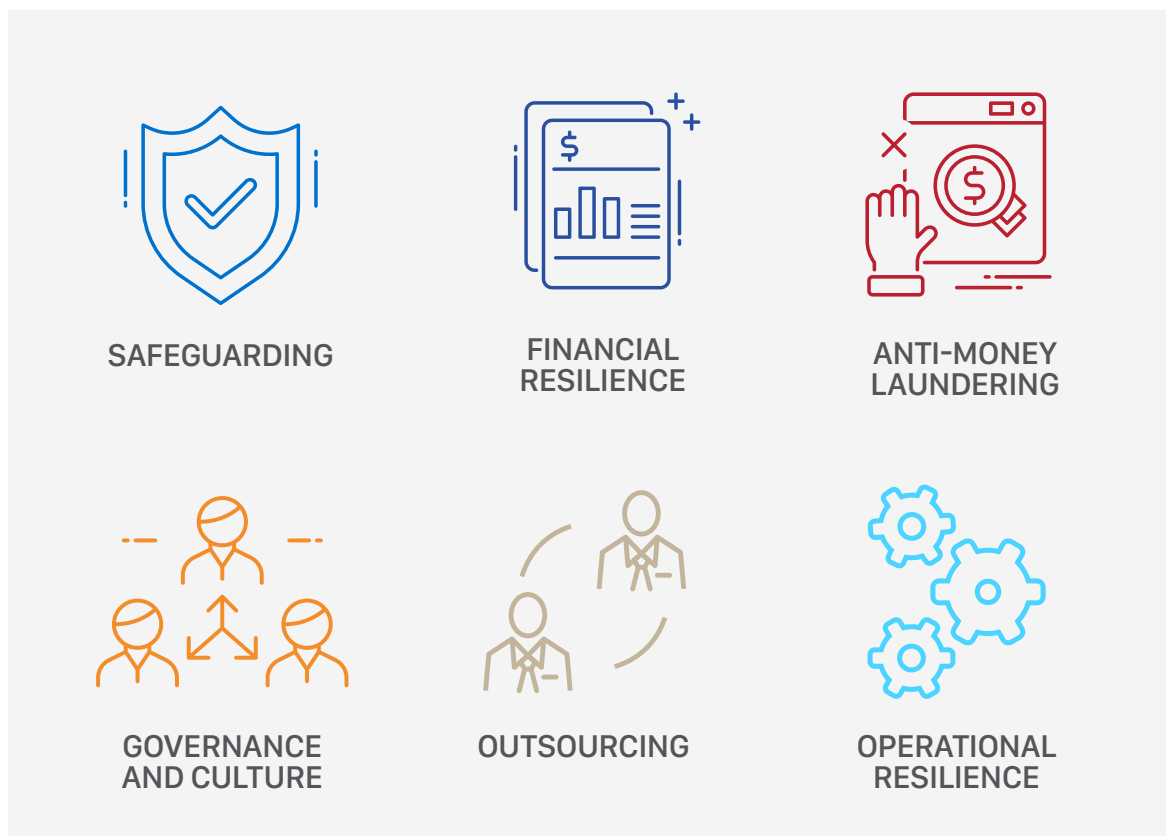 $
$
SAFEGUARDING
FINANCIAL
RESILIENCE
ANTI-MONEY
LAUNDERING
GOVERNANCE
AND CULTURE
OUTSOURCING
OPERATIONAL
RESILIENCE